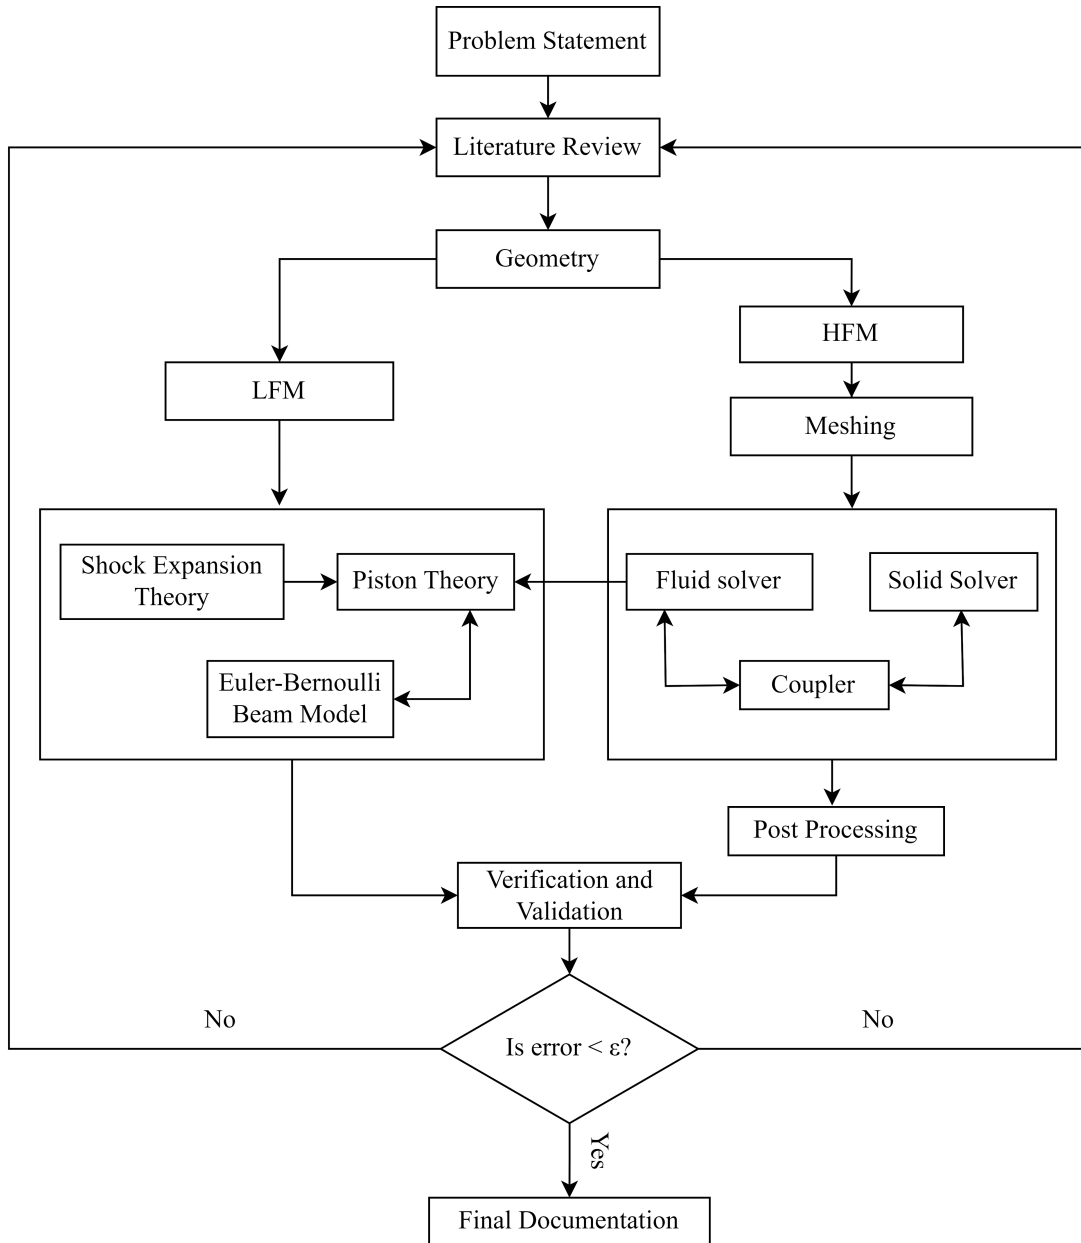 Problem Statement
Literature Review
Geometry
HFM
LFM
Meshing
Shock Expansion
Theory
Piston Theory
Fluid solver
Solid Solver
Euler-Bernoulli
Beam Model
Coupler
Post Processing
Verification and
Validation
No
No
Is error < ε?
Yes
Final Documentation